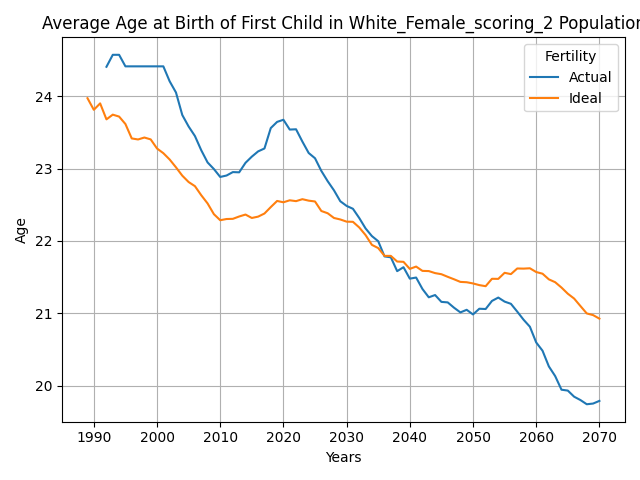 Average Age at Birth of First Child in White_Female_scoring_2 Population
Fertility
Actual
Ideal
Age
24
23
22
21
20
1990 2000 2010 2020 2030 2040 2050 2060 2070
Years